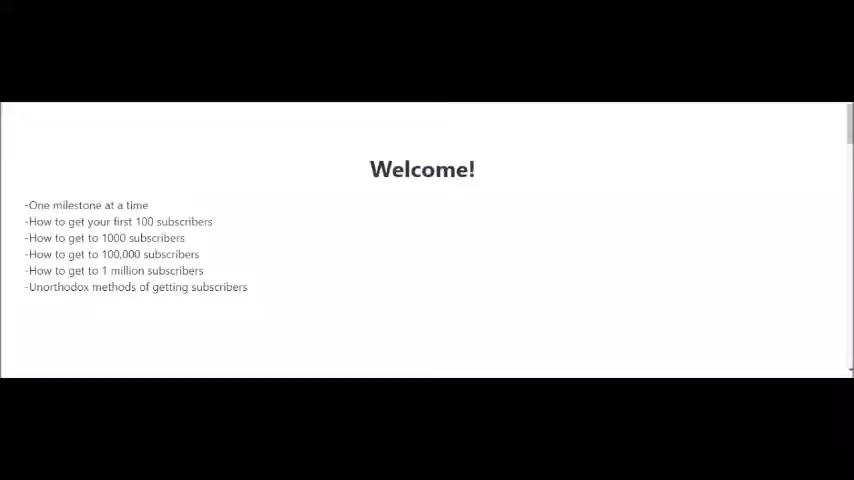 Welcome!
-One milestone at a time
-How to get your first 100 subscribers
-How to get to 1000 subscribers
-How to get to 100,000 subscribers
-How to get to 1 million subscribers
-Unorthodox methods of getting subscribers